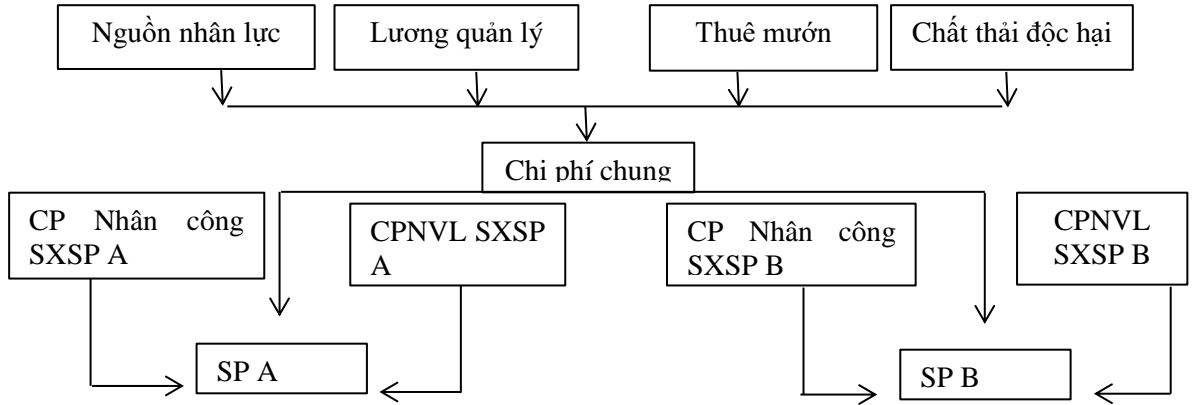 Nguồn nhân lực
Lương quản lý
Thuê mướn
Chất thải độc hại
Chi phí chung
CP Nhân công
SXSP A
CPNVL SXSP
A
CP Nhân công
SXSP B
CPNVL
SXSP B
SP A
SP B